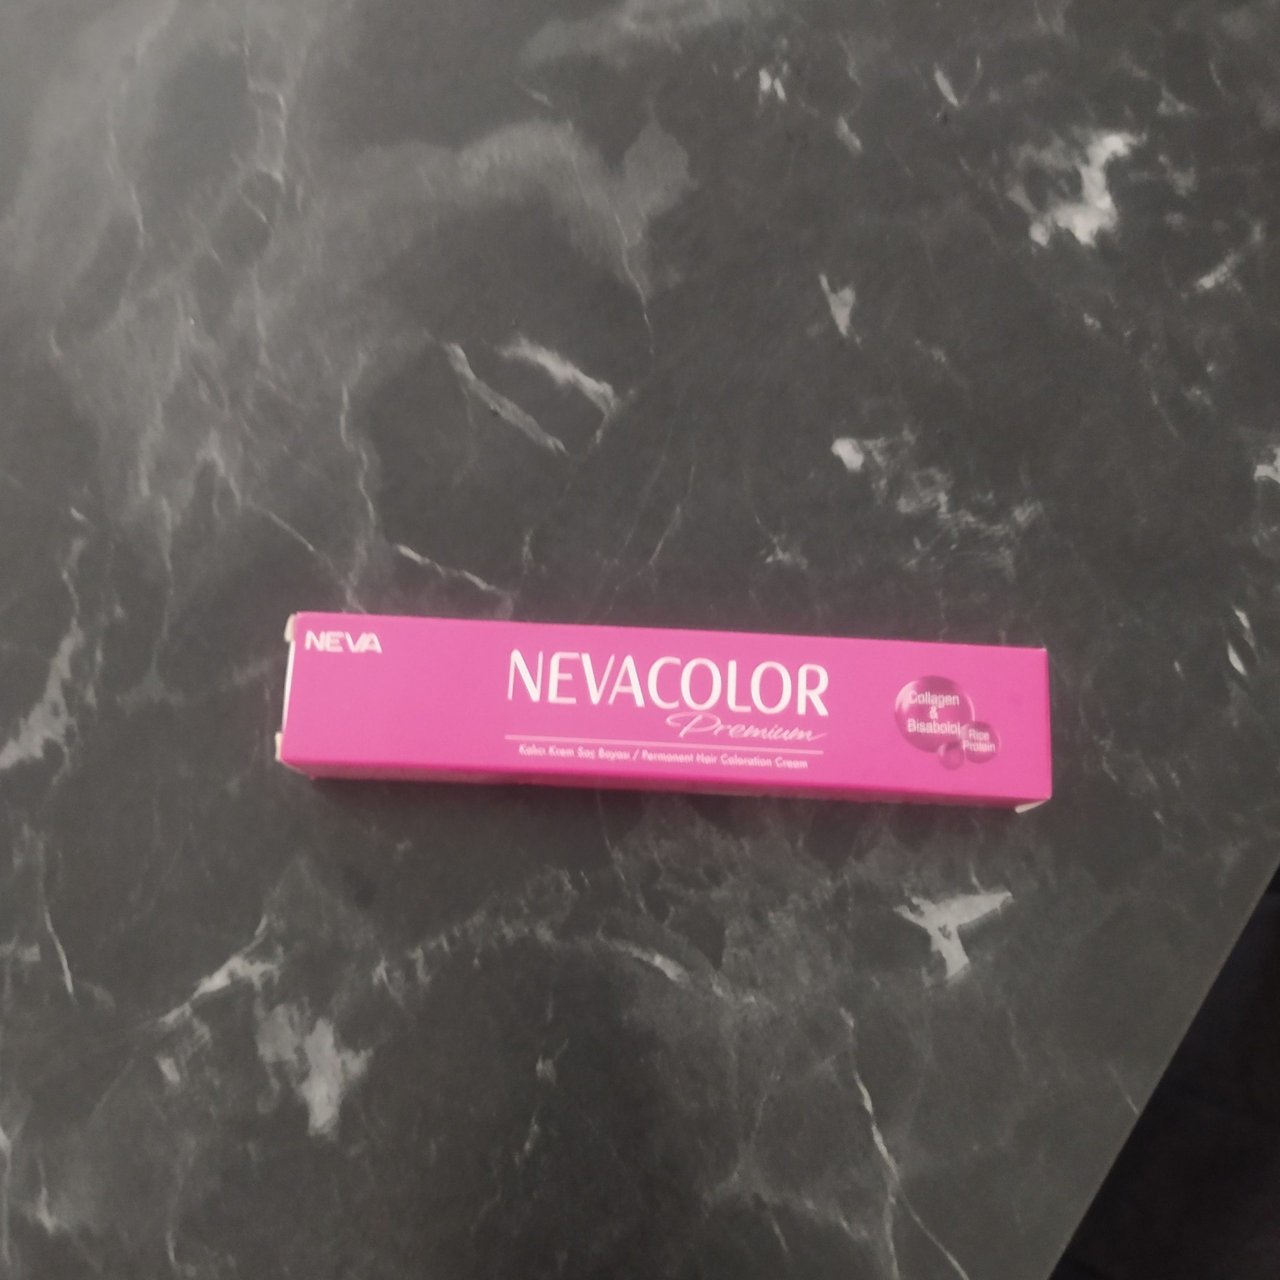 NEVA
NEVACOLOR
Premium
Kalıcı Krem Saç Boyası / Permanent Hair Coloration Cream
Collagen
&
Bisabolol
Rice
Protein